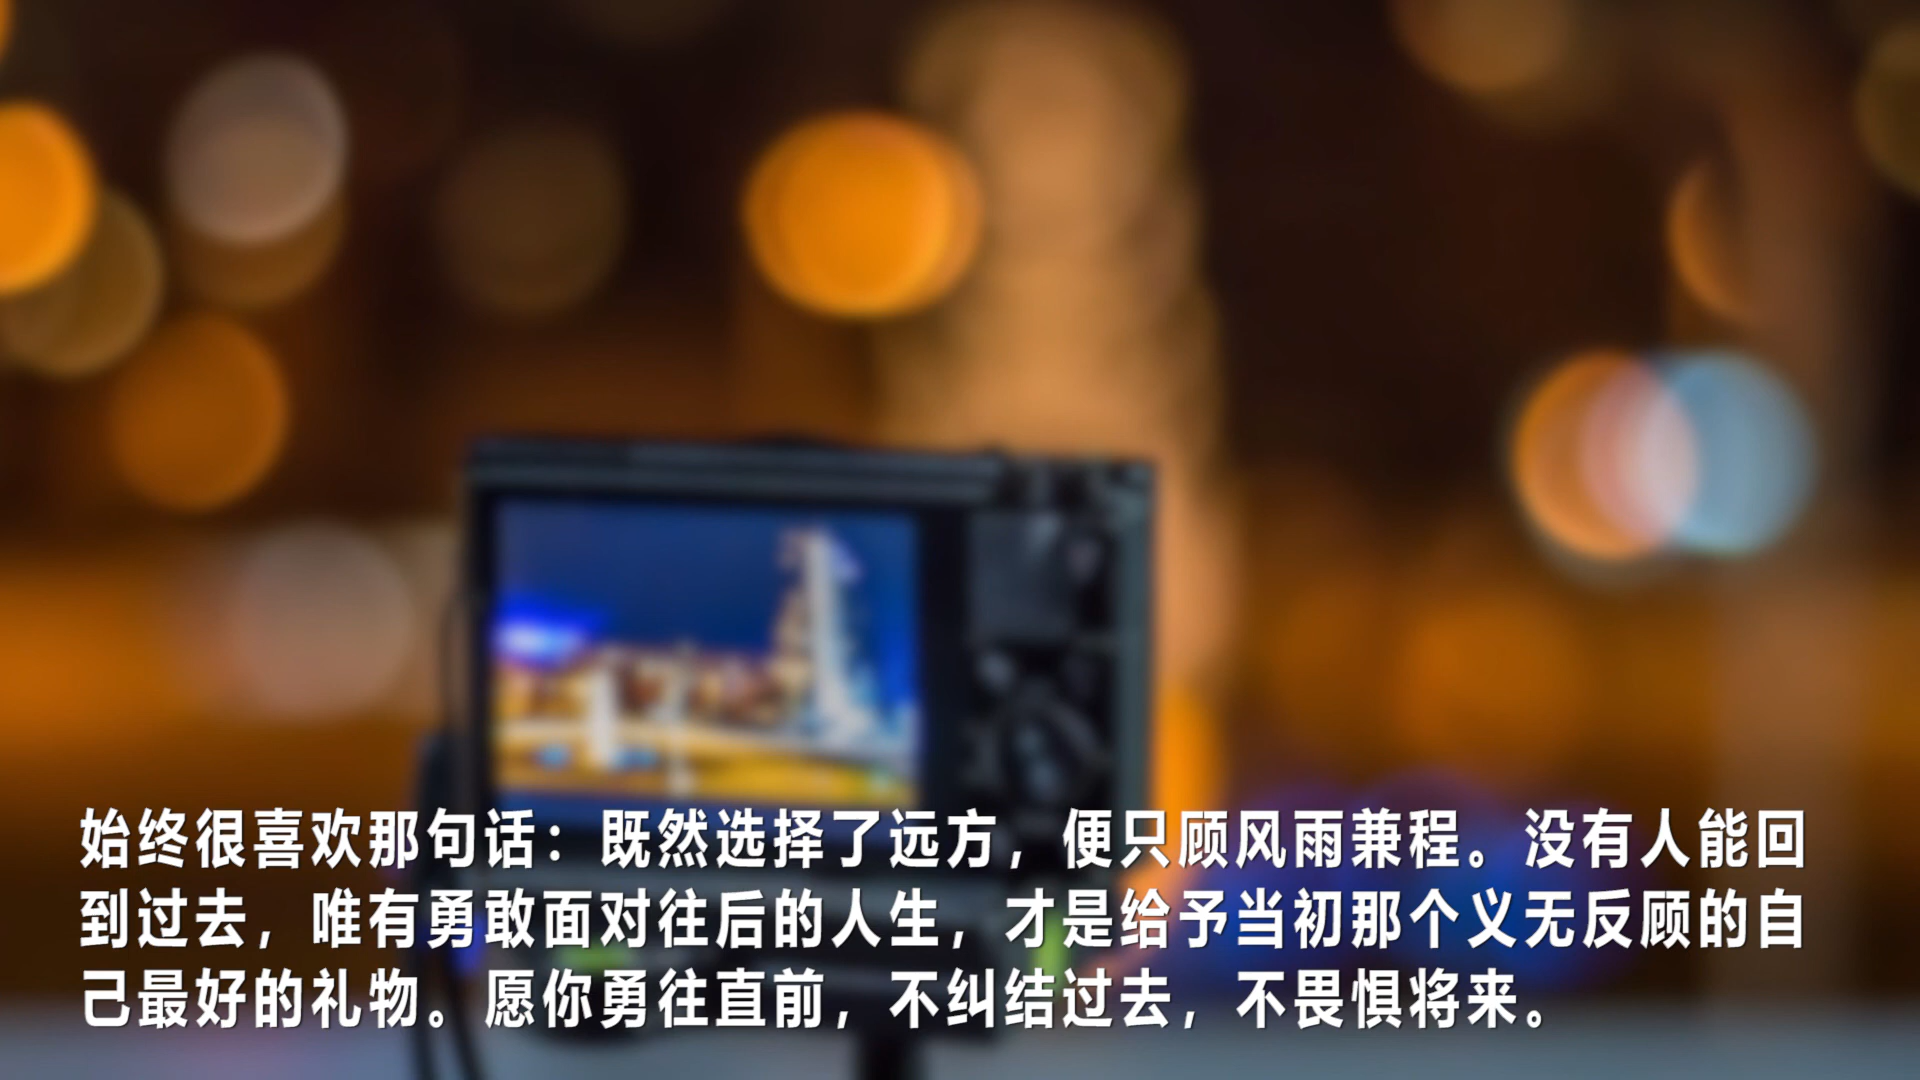 始终很喜欢那句话：既然选择了远方，便只顾风雨兼程。没有人能回
到过去，唯有勇敢面对往后的人生，才是给予当初那个义无反顾的自
己最好的礼物。愿你勇往直前，不纠结过去，不畏惧将来。